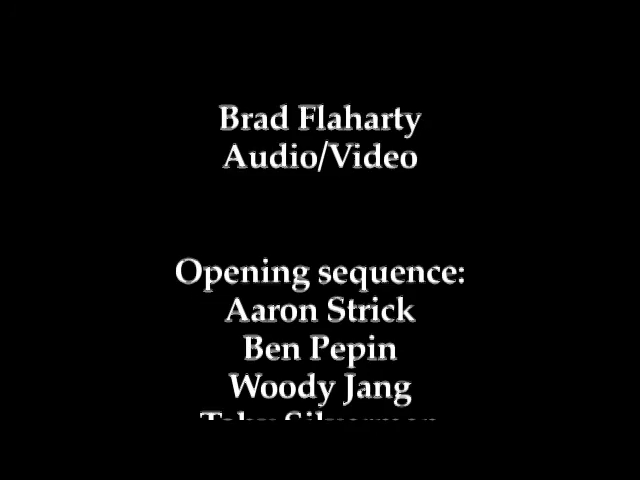 Brad Flaharty
Audio/Video
Opening sequence:
Aaron Strick
Ben Pepin
Woody Jang